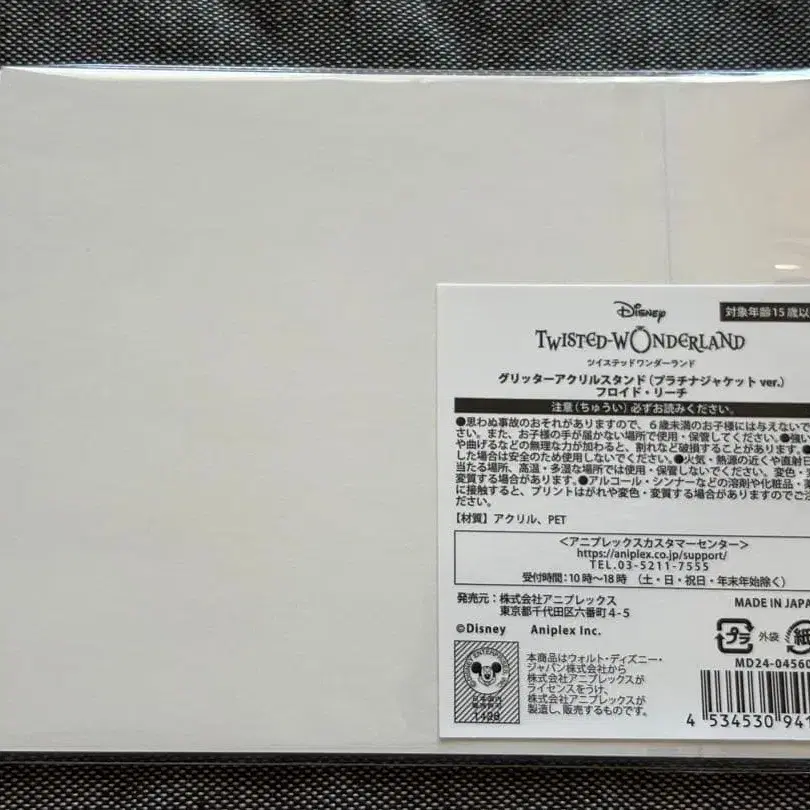 Disney
対象年齢15歳以
TWISTED-WONDERLAND
ツイステッドワンダーランド
グリッターアクリルスタンド(プラチナジャケット ver.)
フロイド・リーチ
注意(ちゅうい)必ずお読みください。
●思わぬ事故のおそれがありますので、6歳未満のお子様には与えないで
さい。また、お子様の手が届かない場所で使用・保管してください。●強い
や曲げるなどの無理な力が加わると、割れなど破損することがあります。●
した場合は安全のため使用しないでください。●火気・熱源の近くや直射日
当たる場所、高温・多湿な場所では使用・保管しないでください。変色・
変質する場合があります。●アルコール・シンナーなどの溶剤や化粧品・薬
に接触すると、プリントはがれや変色・変質する場合がありますのでご注
ださい。
【材質】アクリル、PET
<アニプレックスカスタマーセンター>
https://aniplex.co.jp/support/
TEL.03-5211-7555
受付時間:10時～18時 (土・日・祝日・年末年始除く)
発売元:株式会社アニプレックス
東京都千代田区六番町4-5
MADE IN JAPA
©Disney Aniplex Inc.
プラ 外袋 紙
MD24-04560
本商品はウォルト・ディズニー・
ジャパン株式会社から
株式会社アニプレックスが
ライセンスをうけ、
株式会社アニプレックスが
製造し、販売するものです。
1428
4 534530 941